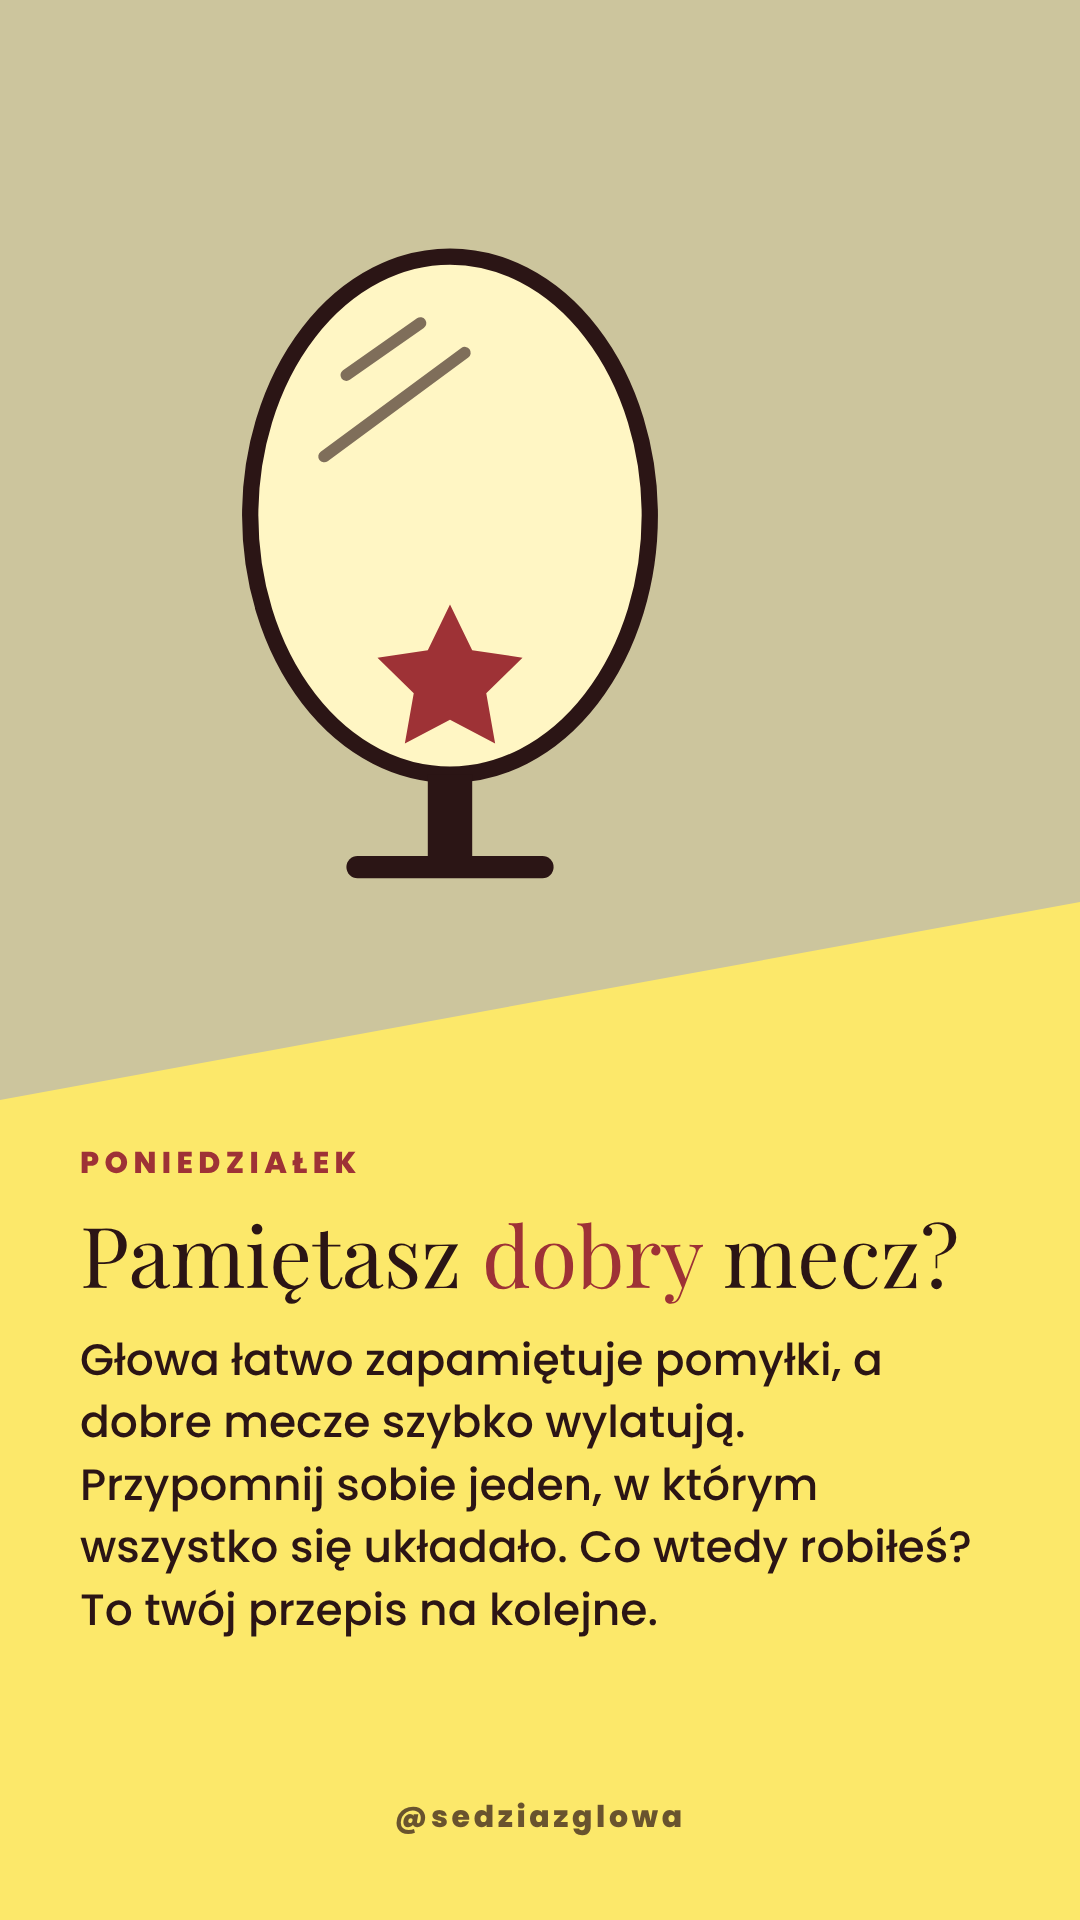 PONIEDZIAŁEK
Pamiętasz dobry mecz?
Głowa łatwo zapamiętuje pomyłki, a
dobre mecze szybko wylatują.
Przypomnij sobie jeden, w którym
wszystko się układało. Co wtedy robiłeś?
To twój przepis na kolejne.
@sedziazglowa